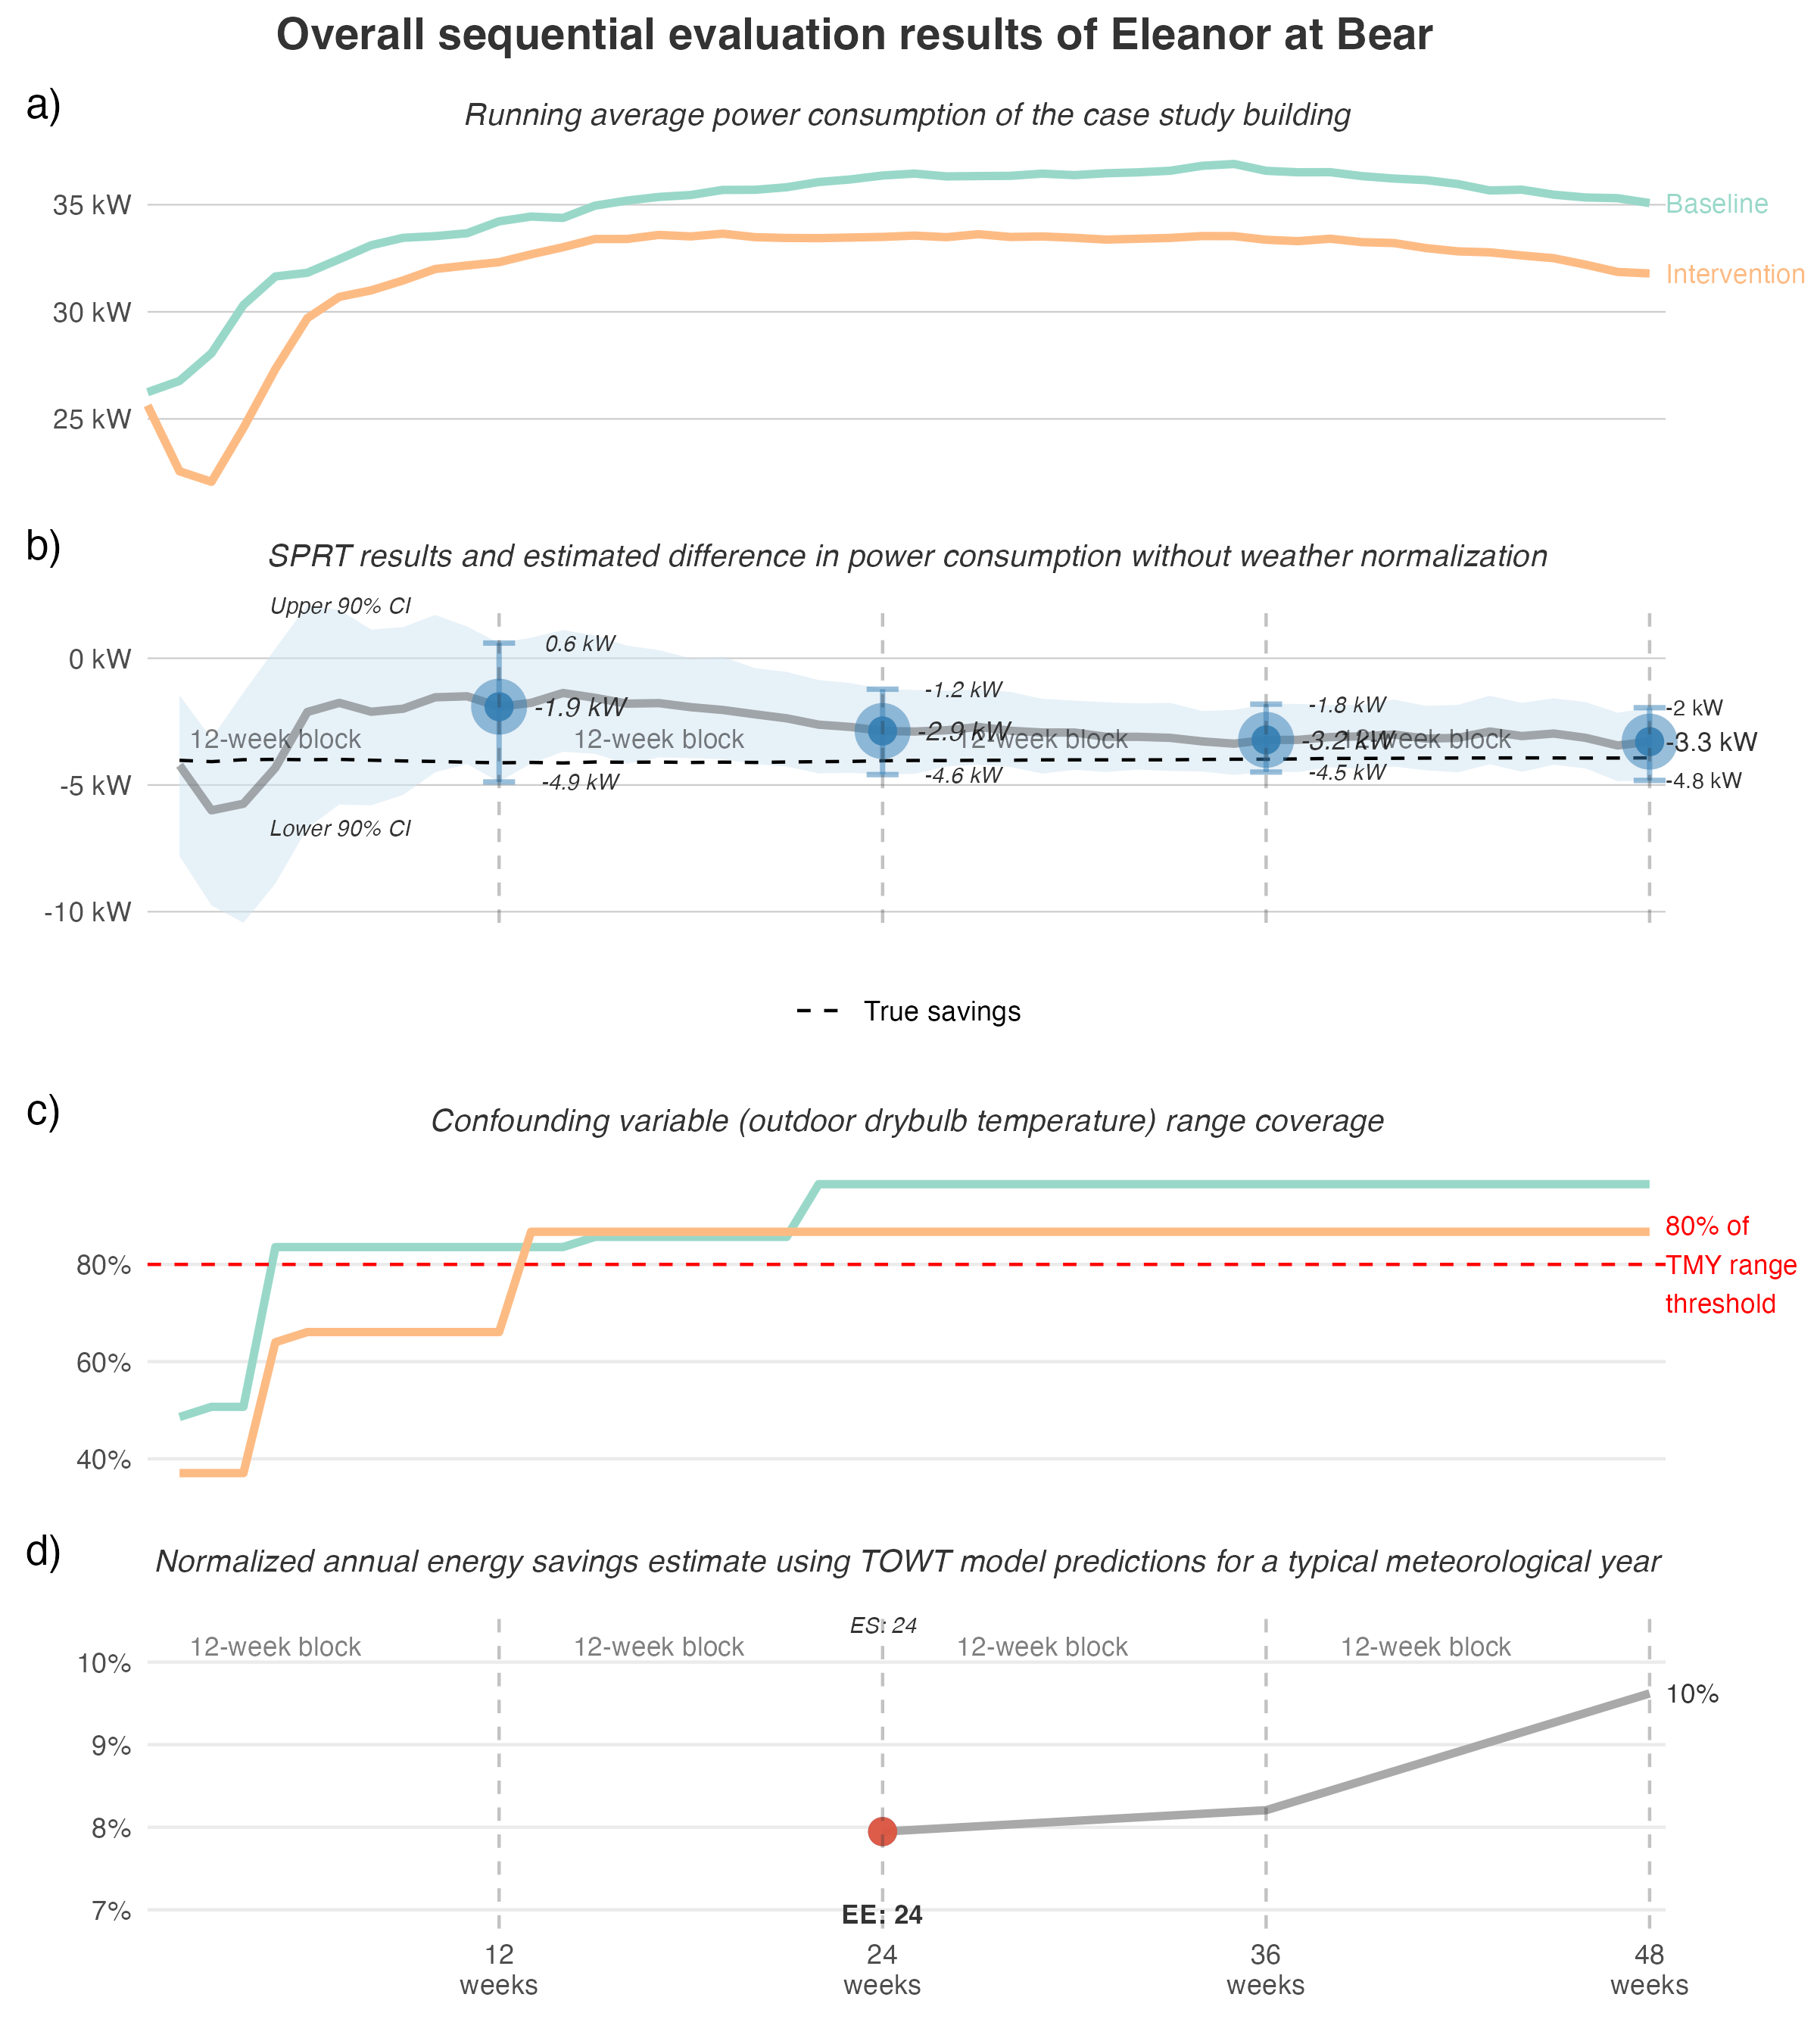 Overall sequential evaluation results of Eleanor at Bear
a)
Running average power consumption of the case study building
35 kW
30 kW
25 kW
Baseline
Intervention
b)
SPRT results and estimated difference in power consumption without weather normalization
Upper 90% CI
0 kW
-5 kW
-10 kW
12-week block
12-week block
12-week block
12-week block
Lower 90% CI
0.6 kW
-1.9 kW
-4.9 kW
-1.2 kW
-2.9 kW
-4.6 kW
-1.8 kW
-3.2 kW
-4.5 kW
-2 kW
-3.3 kW
-4.8 kW
True savings
c)
Confounding variable (outdoor drybulb temperature) range coverage
80%
60%
40%
80% of
TMY range
threshold
d)
Normalized annual energy savings estimate using TOWT model predictions for a typical meteorological year
ES: 24
12-week block
12-week block
12-week block
12-week block
10%
9%
8%
7%
10%
EE: 24
12
weeks
24
weeks
36
weeks
48
weeks